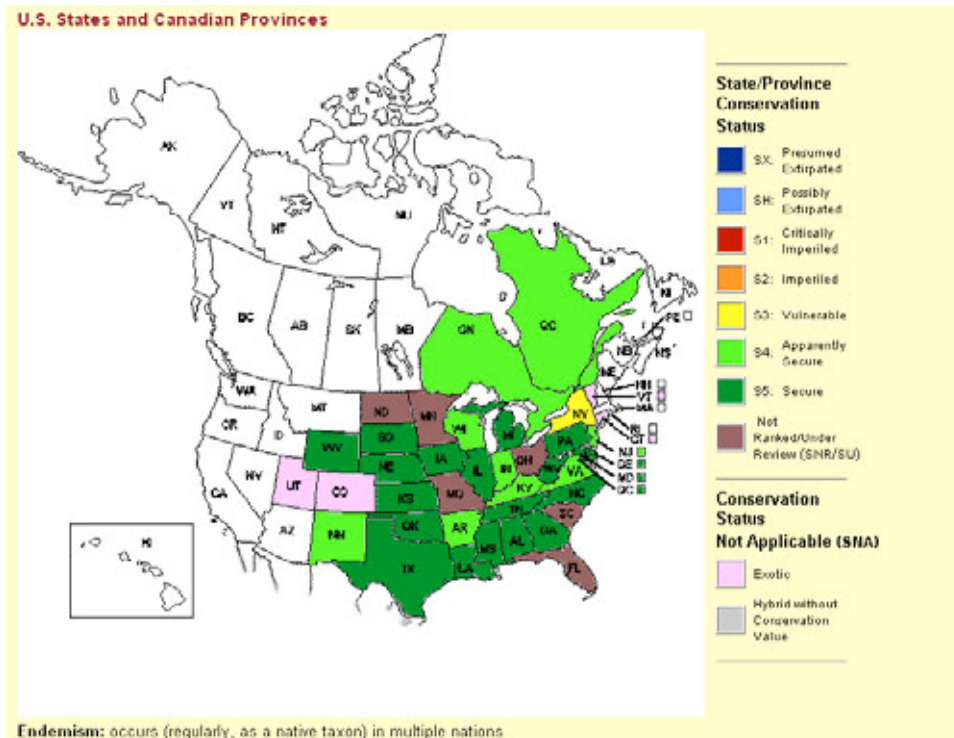 U.S. States and Canadian Provinces
AK
YT
NT
NU
BC
AB
SK
MB
ON
QC
LB
NF
PE
NB
NS
ME
NH
VT
MA
RI
CT
NJ
DE
MD
DC
WA
OR
ID
MT
ND
MN
WI
MI
NY
PA
WY
SD
NE
IA
IL
IN
OH
WV
VA
KY
NV
UT
CO
KS
MO
CA
AZ
NM
OK
AR
TN
NC
SC
TX
LA
MS
AL
GA
FL
HI
State/Province
Conservation
Status
SX: Presumed
Extirpated
SH: Possibly
Extirpated
S1: Critically
Imperiled
S2: Imperiled
S3: Vulnerable
S4: Apparently
Secure
S5: Secure
Not
Ranked/Under
Review (SNR/SU)
Conservation
Status
Not Applicable (SNA)
Exotic
Hybrid without
Conservation
Value
Endemism: occurs (regularly, as a native taxon) in multiple nations